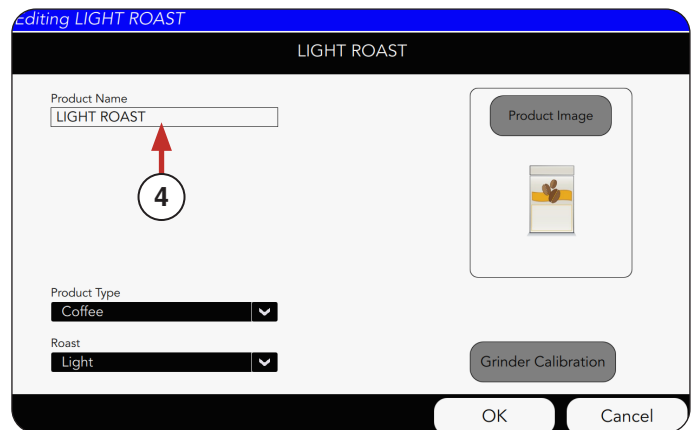 Editing LIGHT ROAST
LIGHT ROAST
Product Name
LIGHT ROAST
4
Product Image
Product Type
Coffee
Roast
Light
Grinder Calibration
OK
Cancel